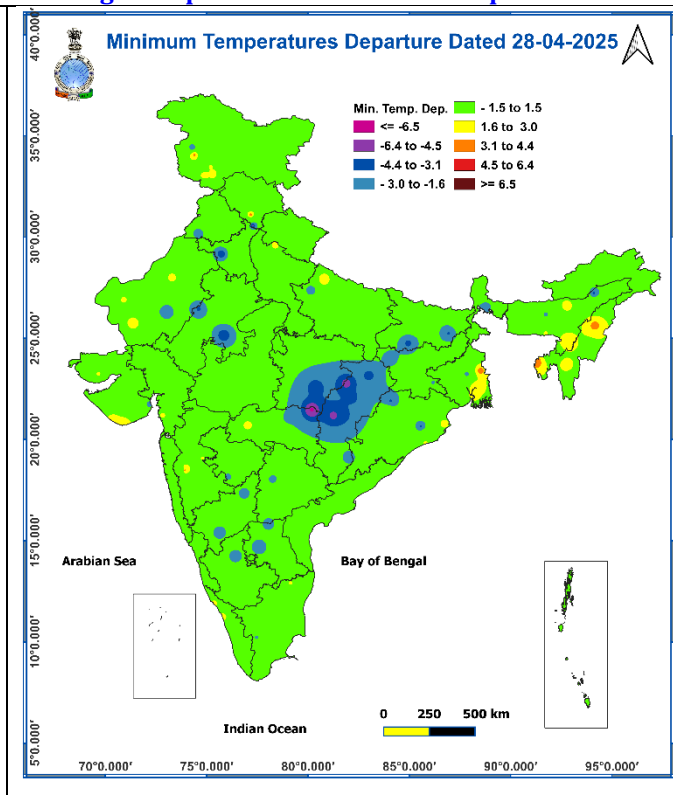 Minimum Temperatures Departure Dated 28-04-2025
Min. Temp. Dep.
<= -6.5
-6.4 to -4.5
-4.4 to -3.1
- 3.0 to -1.6
- 1.5 to 1.5
1.6 to 3.0
3.1 to 4.4
4.5 to 6.4
>= 6.5
40°0.000'
35°0.000'
30°0.000'
25°0.000'
20°0.000'
15°0.000'
10°0.000'
5°0.000'
Arabian Sea
Bay of Bengal
Indian Ocean
0 250 500 km
70°0.000' 75°0.000' 80°0.000' 85°0.000' 90°0.000' 95°0.000'